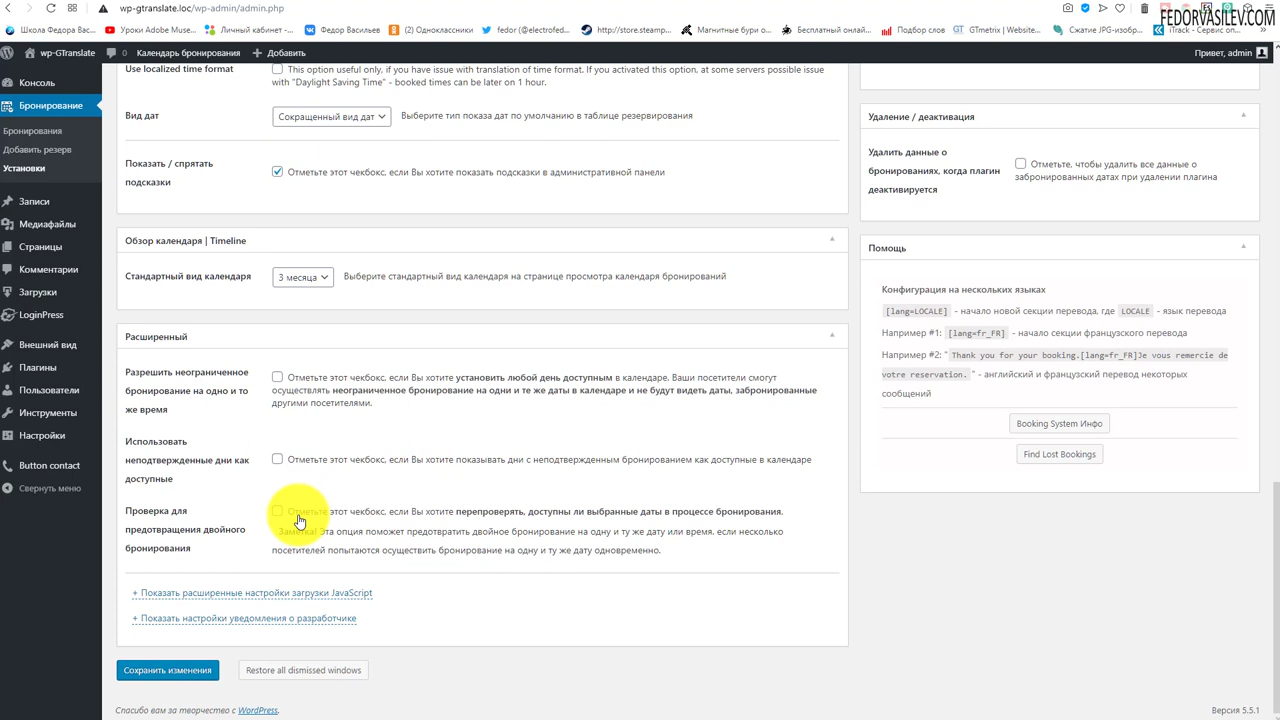 wp-gtranslate.loc/wp-admin/admin.php
FEDORVASILEV.COM
Школа Федора Васил...
Уроки Adobe Muse...
Личный кабинет -...
Федор Васильев
(2) Одноклассники
fedor (@electrofed...
http://store.steamp...
Магнитные бури о...
Бесплатный онлай...
Подбор слов
GTmetrix | Website...
Сжатие JPG-изобр...
iTrack - Сервис от...
wp-GTranslate
0
Календарь бронирования
Добавить
Привет, admin
Консоль
Бронирование
Бронирования
Добавить резерв
Установки
Записи
Медиафайлы
Страницы
Комментарии
Загрузки
LoginPress
Внешний вид
Плагины
Пользователи
Инструменты
Настройки
Button contact
Свернуть меню
Use localized time format
This option useful only, if you have issue with translation of time format. If you activated this option, at some servers possible issue
with "Daylight Saving Time" - booked times can be later on 1 hour.
Вид дат
Сокращенный вид дат
Выберите тип показа дат по умолчанию в таблице резервирования
Показать / спрятать
подсказки
Отметьте этот чекбокс, если Вы хотите показать подсказки в административной панели
Обзор календаря | Timeline
Стандартный вид календаря
3 месяца
Выберите стандартный вид календаря на странице просмотра календаря бронирований
Расширенный
Разрешить неограниченное
бронирование на одно и то
же время
Отметьте этот чекбокс, если Вы хотите установить любой день доступным в календаре. Ваши посетители смогут
осуществлять неограниченное бронирование на одни и те же даты в календаре и не будут видеть даты, забронированные
другими посетителями.
Использовать
неподтвержденные дни как
доступные
Отметьте этот чекбокс, если Вы хотите показывать дни с неподтвержденным бронированием как доступные в календаре
Проверка для
предотвращения двойного
бронирования
Отметьте этот чекбокс, если Вы хотите перепроверять, доступны ли выбранные даты в процессе бронирования.
Заметка! Эта опция поможет предотвратить двойное бронирование на одну и ту же дату или время, если несколько
посетителей попытаются осуществить бронирование на одну и ту же дату одновременно.
+ Показать расширенные настройки загрузки JavaScript
+ Показать настройки уведомления о разработчике
Сохранить изменения
Restore all dismissed windows
Удаление / деактивация
Удалить данные о
бронированиях, когда плагин
деактивируется
Отметьте, чтобы удалить все данные о
забронированных датах при удалении плагина
Помощь
Конфигурация на нескольких языках
[lang=LOCALE] - начало новой секции перевода, где LOCALE - язык перевода
Например #1: [lang=fr_FR] - начало секции французского перевода
Например #2: " Thank you for your booking.[lang=fr_FR]Je vous remercie de
votre reservation. " - английский и французский перевод некоторых
сообщений
Booking System Инфо
Find Lost Bookings
Спасибо вам за творчество с WordPress.
Версия 5.5.1